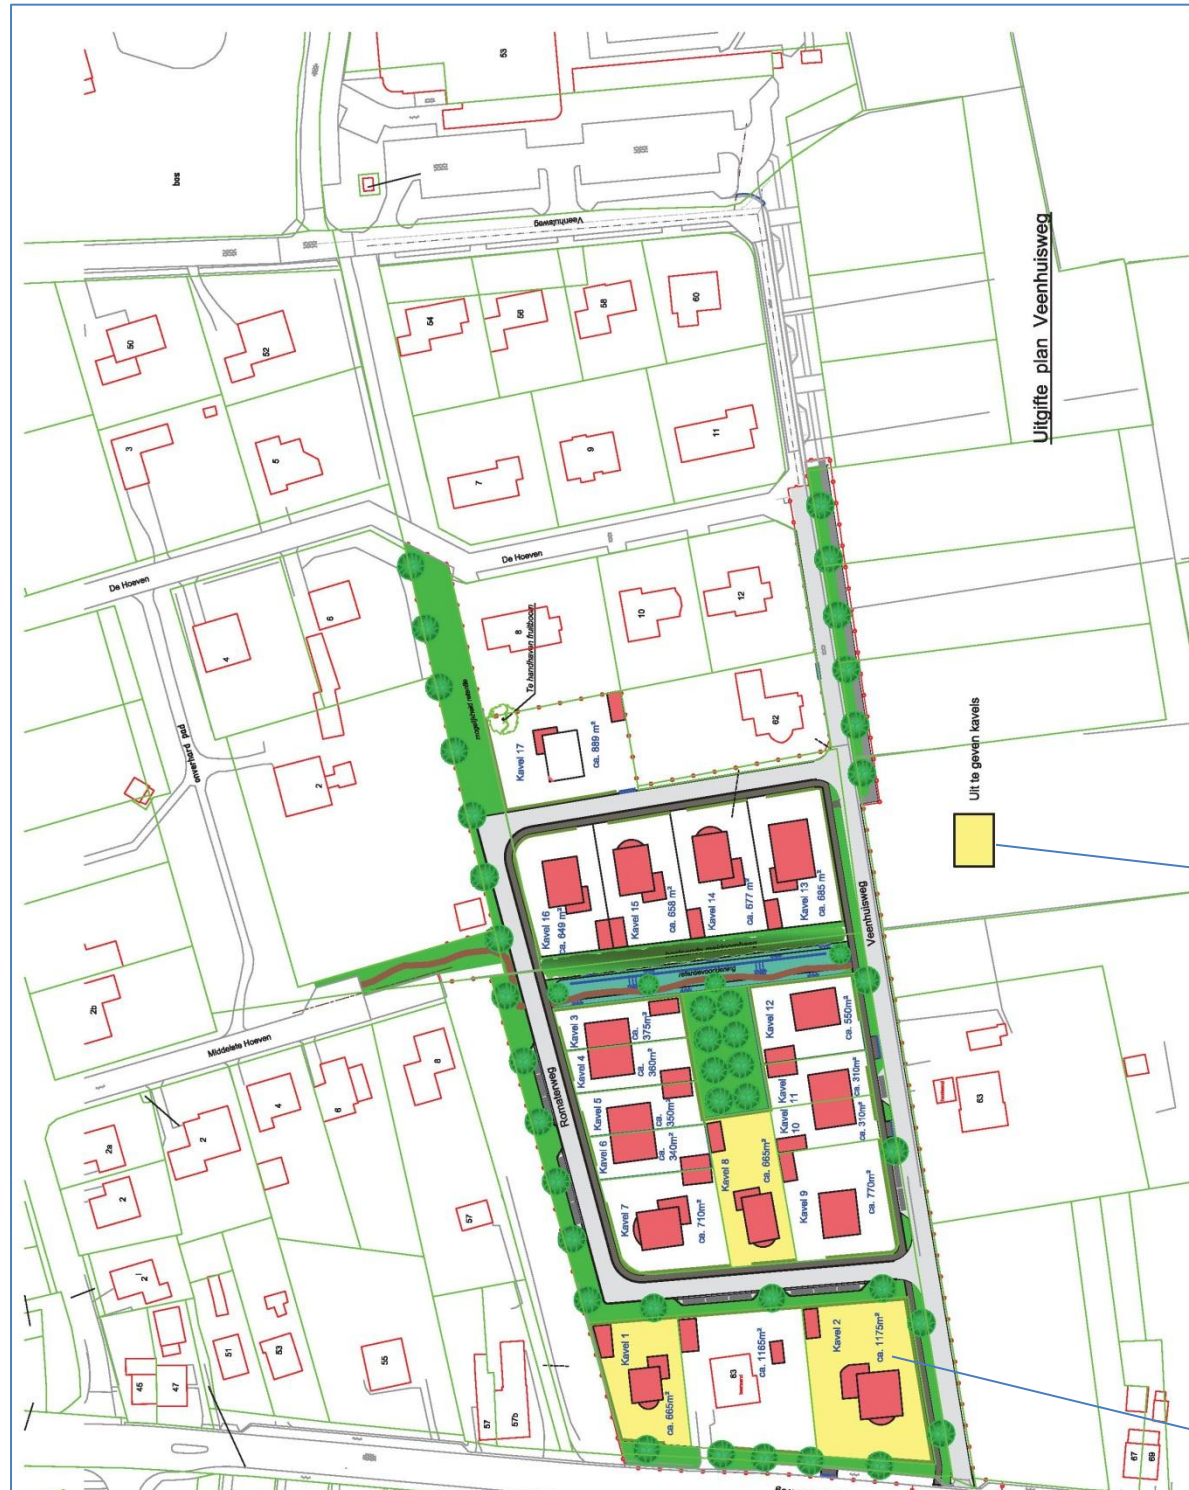 53
bos
Veenhuisweg
50
52
54
56
58
60
3
5
7
9
11
Uitgifte plan Veenhuisweg
De Hoeven
De Hoeven
4
6
8
10
12
Te handhaven fruitboom
onverhard pad
mogelijkheid retentie
2
62
Kavel 17
ca. 889 m²
Uit te geven kavels
Kavel 16
ca. 649 m²
Kavel 15
ca. 658 m²
Kavel 14
ca. 677 m²
Kavel 13
ca. 685 m²
Veenhuisweg
2b
Middelste Hoeven
8
6
4
2
2a
2
2
Romaterweg
Kavel 3
ca.
375m²
Kavel 4
ca.
360m²
Kavel 5
ca.
350m²
Kavel 6
ca.
340m²
Kavel 7
ca. 710m²
Kavel 8
ca. 665m²
Kavel 9
ca. 770m²
Kavel
10
ca. 310m²
Kavel
11
ca. 310m²
Kavel 12
ca. 550m²
63
57
51
53
45
47
55
57
57b
Kavel 1
ca. 665m²
63
ca. 1165m²
Kavel 2
ca. 1175m²
67
69